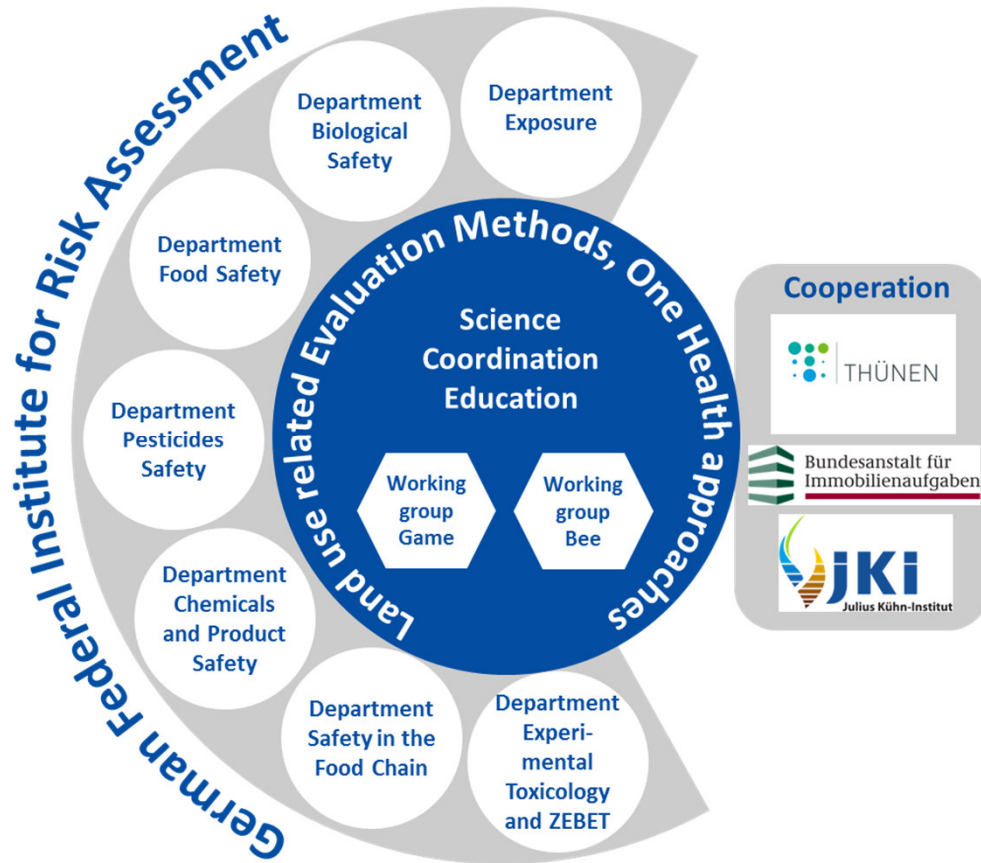 German Federal Institute for Risk Assessment
Department
Exposure
Department
Biological
Safety
Department
Food Safety
Department
Pesticides
Safety
Department
Chemicals
and Product
Safety
Department
Safety in the
Food Chain
Department
Experi-
mental
Toxicology
and ZEBET
Land use related Evaluation Methods, One Health approaches
Science
Coordination
Education
Working
group
Game
Working
group
Bee
Cooperation
THÜNEN
Bundesanstalt für
Immobilienaufgaben
JKi
Julius Kühn-Institut